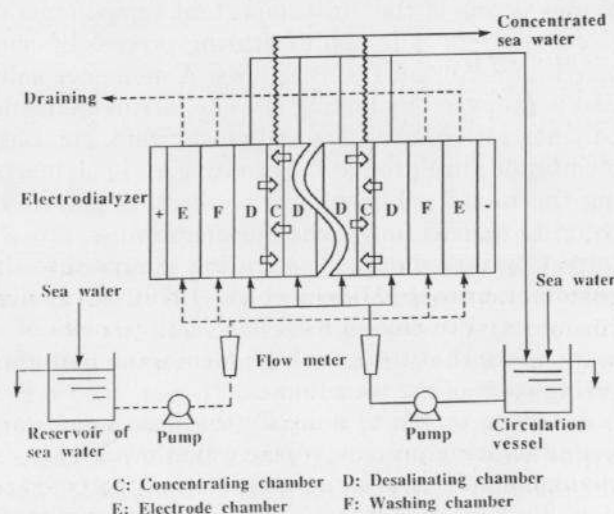 Concentrated
sea water
Draining
Electrodialyzer
+ E F D C D D C D F E -
Sea water
Sea water
Flow meter
Reservoir of
sea water
Pump
Pump
Circulation
vessel
C: Concentrating chamber D: Desalinating chamber
E: Electrode chamber F: Washing chamber